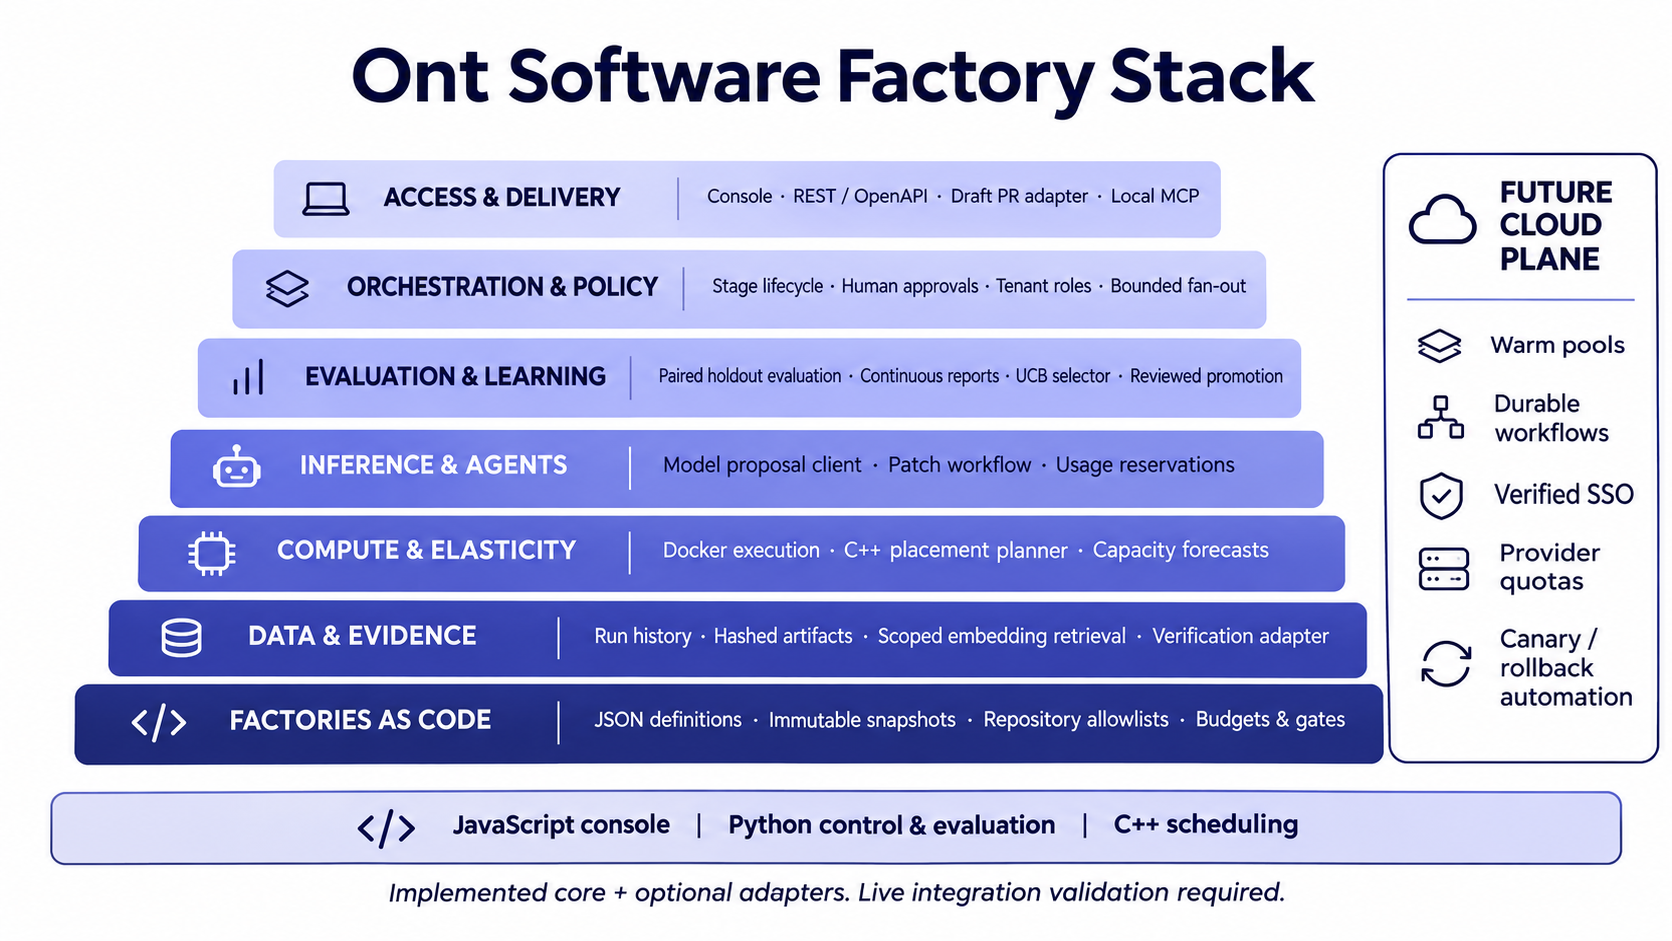 Ont Software Factory Stack
ACCESS & DELIVERY | Console · REST / OpenAPI · Draft PR adapter · Local MCP
ORCHESTRATION & POLICY | Stage lifecycle · Human approvals · Tenant roles · Bounded fan-out
EVALUATION & LEARNING | Paired holdout evaluation · Continuous reports · UCB selector · Reviewed promotion
INFERENCE & AGENTS | Model proposal client · Patch workflow · Usage reservations
COMPUTE & ELASTICITY | Docker execution · C++ placement planner · Capacity forecasts
DATA & EVIDENCE | Run history · Hashed artifacts · Scoped embedding retrieval · Verification adapter
FACTORIES AS CODE | JSON definitions · Immutable snapshots · Repository allowlists · Budgets & gates
FUTURE
CLOUD
PLANE
Warm pools
Durable
workflows
Verified SSO
Provider
quotas
Canary /
rollback
automation
JavaScript console | Python control & evaluation | C++ scheduling
Implemented core + optional adapters. Live integration validation required.